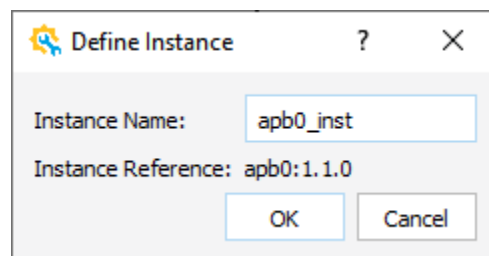 Define Instance ?
Instance Name: apb0_inst
Instance Reference: apb0:1.1.0
OK Cancel